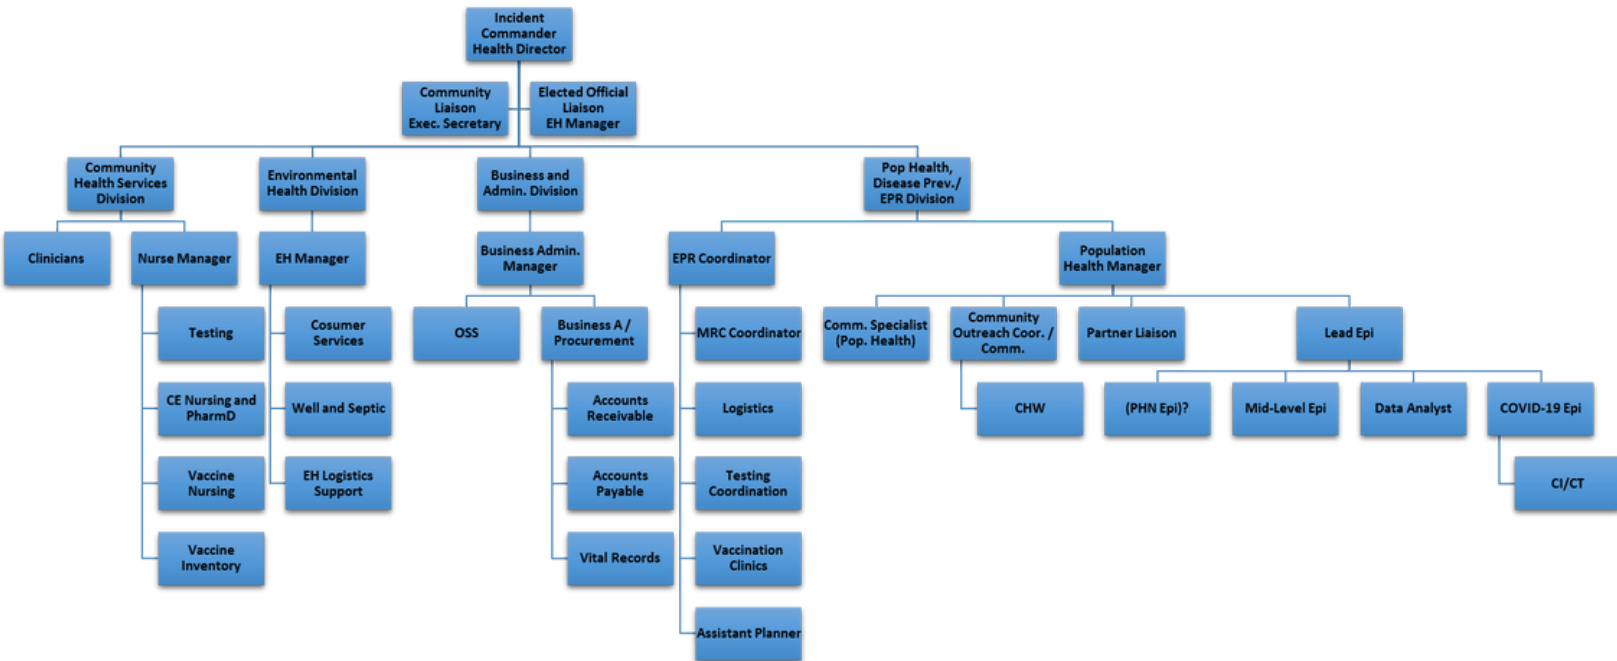 Incident
Commander
Health Director
Community
Liaison
Exec. Secretary
Elected Official
Liaison
EH Manager
Community
Health Services
Division
Environmental
Health Division
Business and
Admin. Division
Pop Health,
Disease Prev./
EPR Division
Clinicians
Nurse Manager
EH Manager
Business Admin.
Manager
EPR Coordinator
Population
Health Manager
Testing
Cosumer
Services
OSS
Business A /
Procurement
MRC Coordinator
Comm. Specialist
(Pop. Health)
Community
Outreach Coor. /
Comm.
Partner Liaison
Lead Epi
CE Nursing and
PharmD
Well and Septic
Accounts
Receivable
Logistics
CHW
(PHN Epi)?
Mid-Level Epi
Data Analyst
COVID-19 Epi
Vaccine
Nursing
EH Logistics
Support
Accounts
Payable
Testing
Coordination
CI/CT
Vaccine
Inventory
Vital Records
Vaccination
Clinics
Assistant Planner